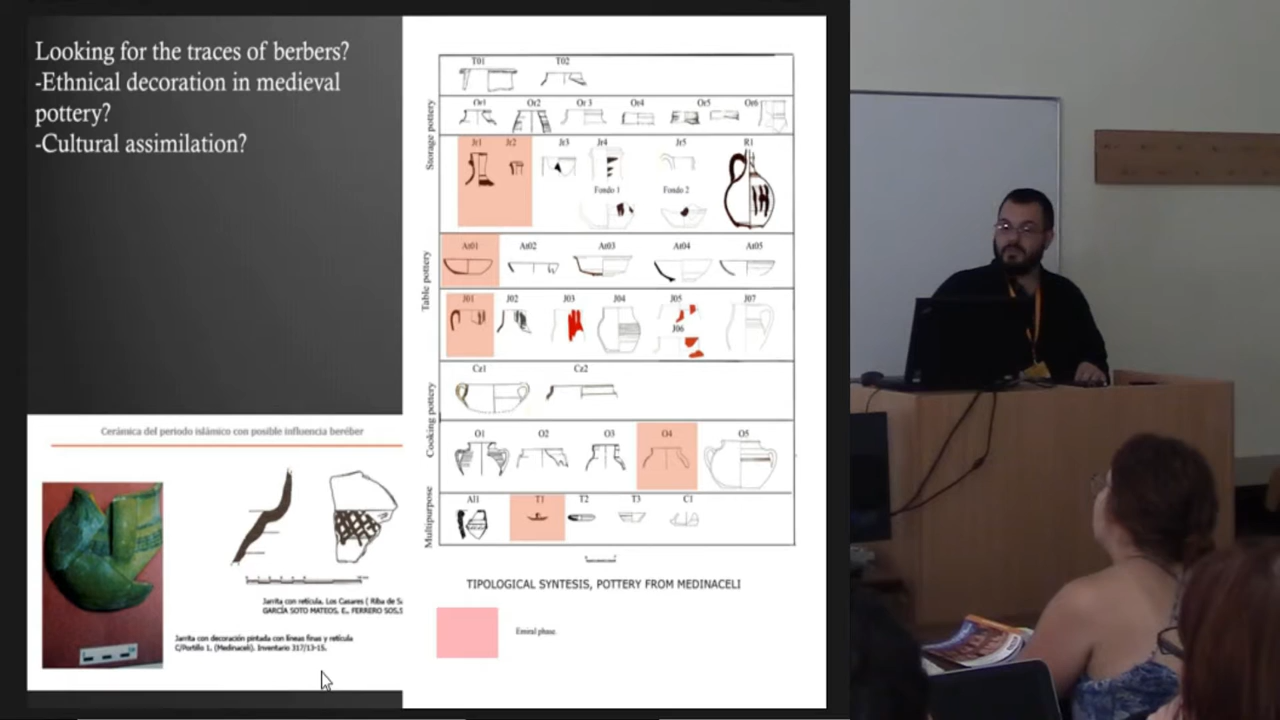 Looking for the traces of berbers?
-Ethnical decoration in medieval
pottery?
-Cultural assimilation?
Cerámica del periodo islámico con posible influencia beréber
Jarrita con retícula, Los Casares ( Riba de Sa
GARCÍA SOTO MATEOS, E., FERRERO SOS,
Jarrita con decoración pintada con líneas finas y retícula
C/Portillo 1. (Medinaceli). Inventario 317/13-15.
Storage pottery
T01 T02
Or1 Or2 Or 3 Or4 Or5 Or6
Jr1 Jr2 Jr3 Jr4 Jr5 R1
Fondo 1 Fondo 2
Table pottery
At01 At02 At03 At04 At05
J01 J02 J03 J04 J05 J07
J06
Cooking pottery
Cz1 Cz2
O1 O2 O3 O4 O5
Multipurpose
Al1 T1 T2 T3 C1
TIPOLOGICAL SYNTESIS, POTTERY FROM MEDINACELI
Emiral phase.